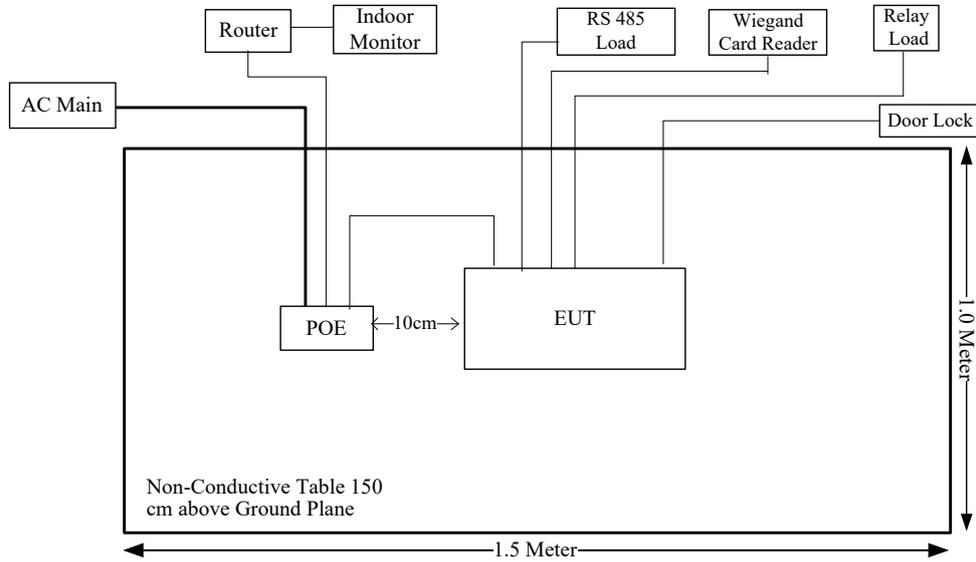 Router
Indoor
Monitor
RS 485
Load
Wiegand
Card Reader
Relay
Load
AC Main
Door Lock
POE
10cm
EUT
1.0 Meter
Non-Conductive Table 150
cm above Ground Plane
1.5 Meter